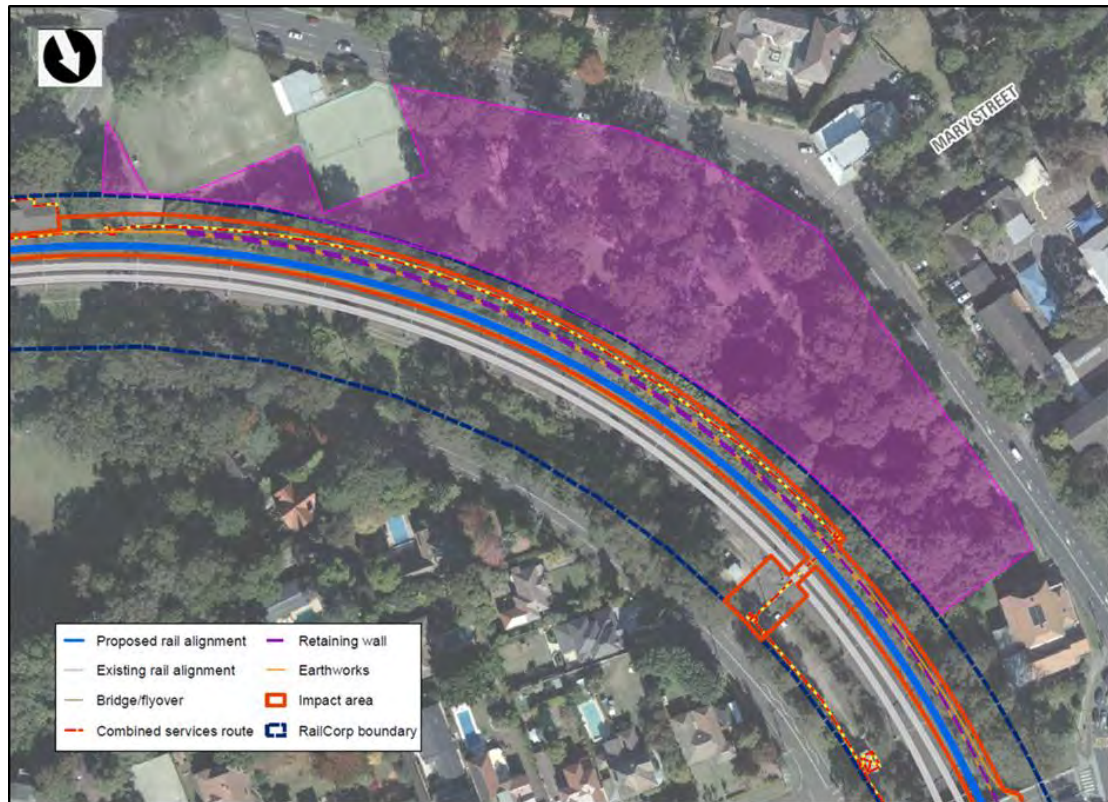 MARY STREET
Proposed rail alignment
Retaining wall
Existing rail alignment
Earthworks
Bridge/flyover
Impact area
Combined services route
RailCorp boundary